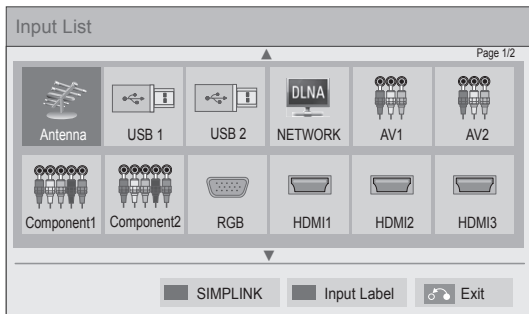 Input List
Page 1/2
DLNA
Antenna USB 1 USB 2 NETWORK AV1 AV2
Component1 Component2 RGB HDMI1 HDMI2 HDMI3
SIMPLINK Input Label Exit